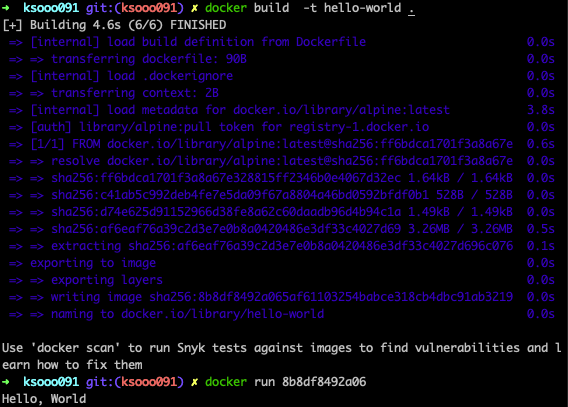 ➜  ksooo091 git:(ksooo091) ✗ docker build  -t hello-world .
[+] Building 4.6s (6/6) FINISHED
=> [internal] load build definition from Dockerfile 0.0s
=> => transferring dockerfile: 90B 0.0s
=> [internal] load .dockerignore 0.0s
=> => transferring context: 2B 0.0s
=> [internal] load metadata for docker.io/library/alpine:latest 3.8s
=> [auth] library/alpine:pull token for registry-1.docker.io 0.0s
=> [1/1] FROM docker.io/library/alpine:latest@sha256:ff6bdca1701f3a8a67e 0.6s
=> => resolve docker.io/library/alpine:latest@sha256:ff6bdca1701f3a8a67e 0.0s
=> => sha256:ff6bdca1701f3a8a67e328815ff2346b0e4067d32ec 1.64kB / 1.64kB 0.0s
=> => sha256:c41ab5c992deb4fe7e5da09f67a8804a46bd0592bfdf0b1 528B / 528B 0.0s
=> => sha256:d74e625d91152966d38fe8a62c60daadb96d4b94c1a 1.49kB / 1.49kB 0.0s
=> => sha256:af6eaf76a39c2d3e7e0b8a0420486e3df33c4027d69 3.26MB / 3.26MB 0.5s
=> => extracting sha256:af6eaf76a39c2d3e7e0b8a0420486e3df33c4027d696c076 0.1s
=> exporting to image 0.0s
=> => exporting layers 0.0s
=> => writing image sha256:8b8df8492a065af61103254babce318cb4dbc91ab3219 0.0s
=> => naming to docker.io/library/hello-world 0.0s
Use 'docker scan' to run Snyk tests against images to find vulnerabilities and l
earn how to fix them
➜  ksooo091 git:(ksooo091) ✗ docker run 8b8df8492a06
Hello, World